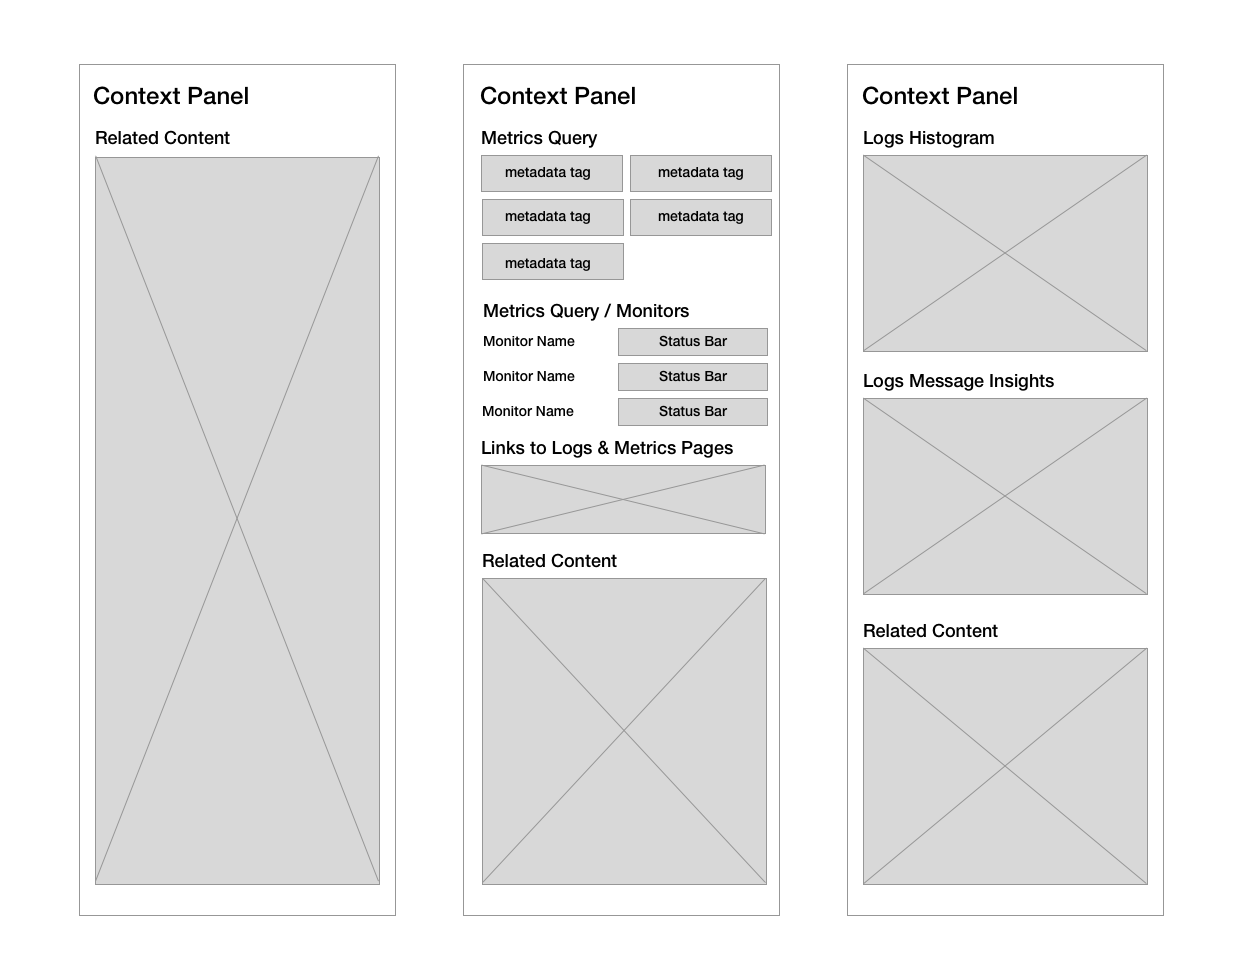 Context Panel
Related Content
Context Panel
Metrics Query
metadata tag metadata tag
metadata tag metadata tag
metadata tag
Metrics Query / Monitors
Monitor Name Status Bar
Monitor Name Status Bar
Monitor Name Status Bar
Links to Logs & Metrics Pages
Related Content
Context Panel
Logs Histogram
Logs Message Insights
Related Content